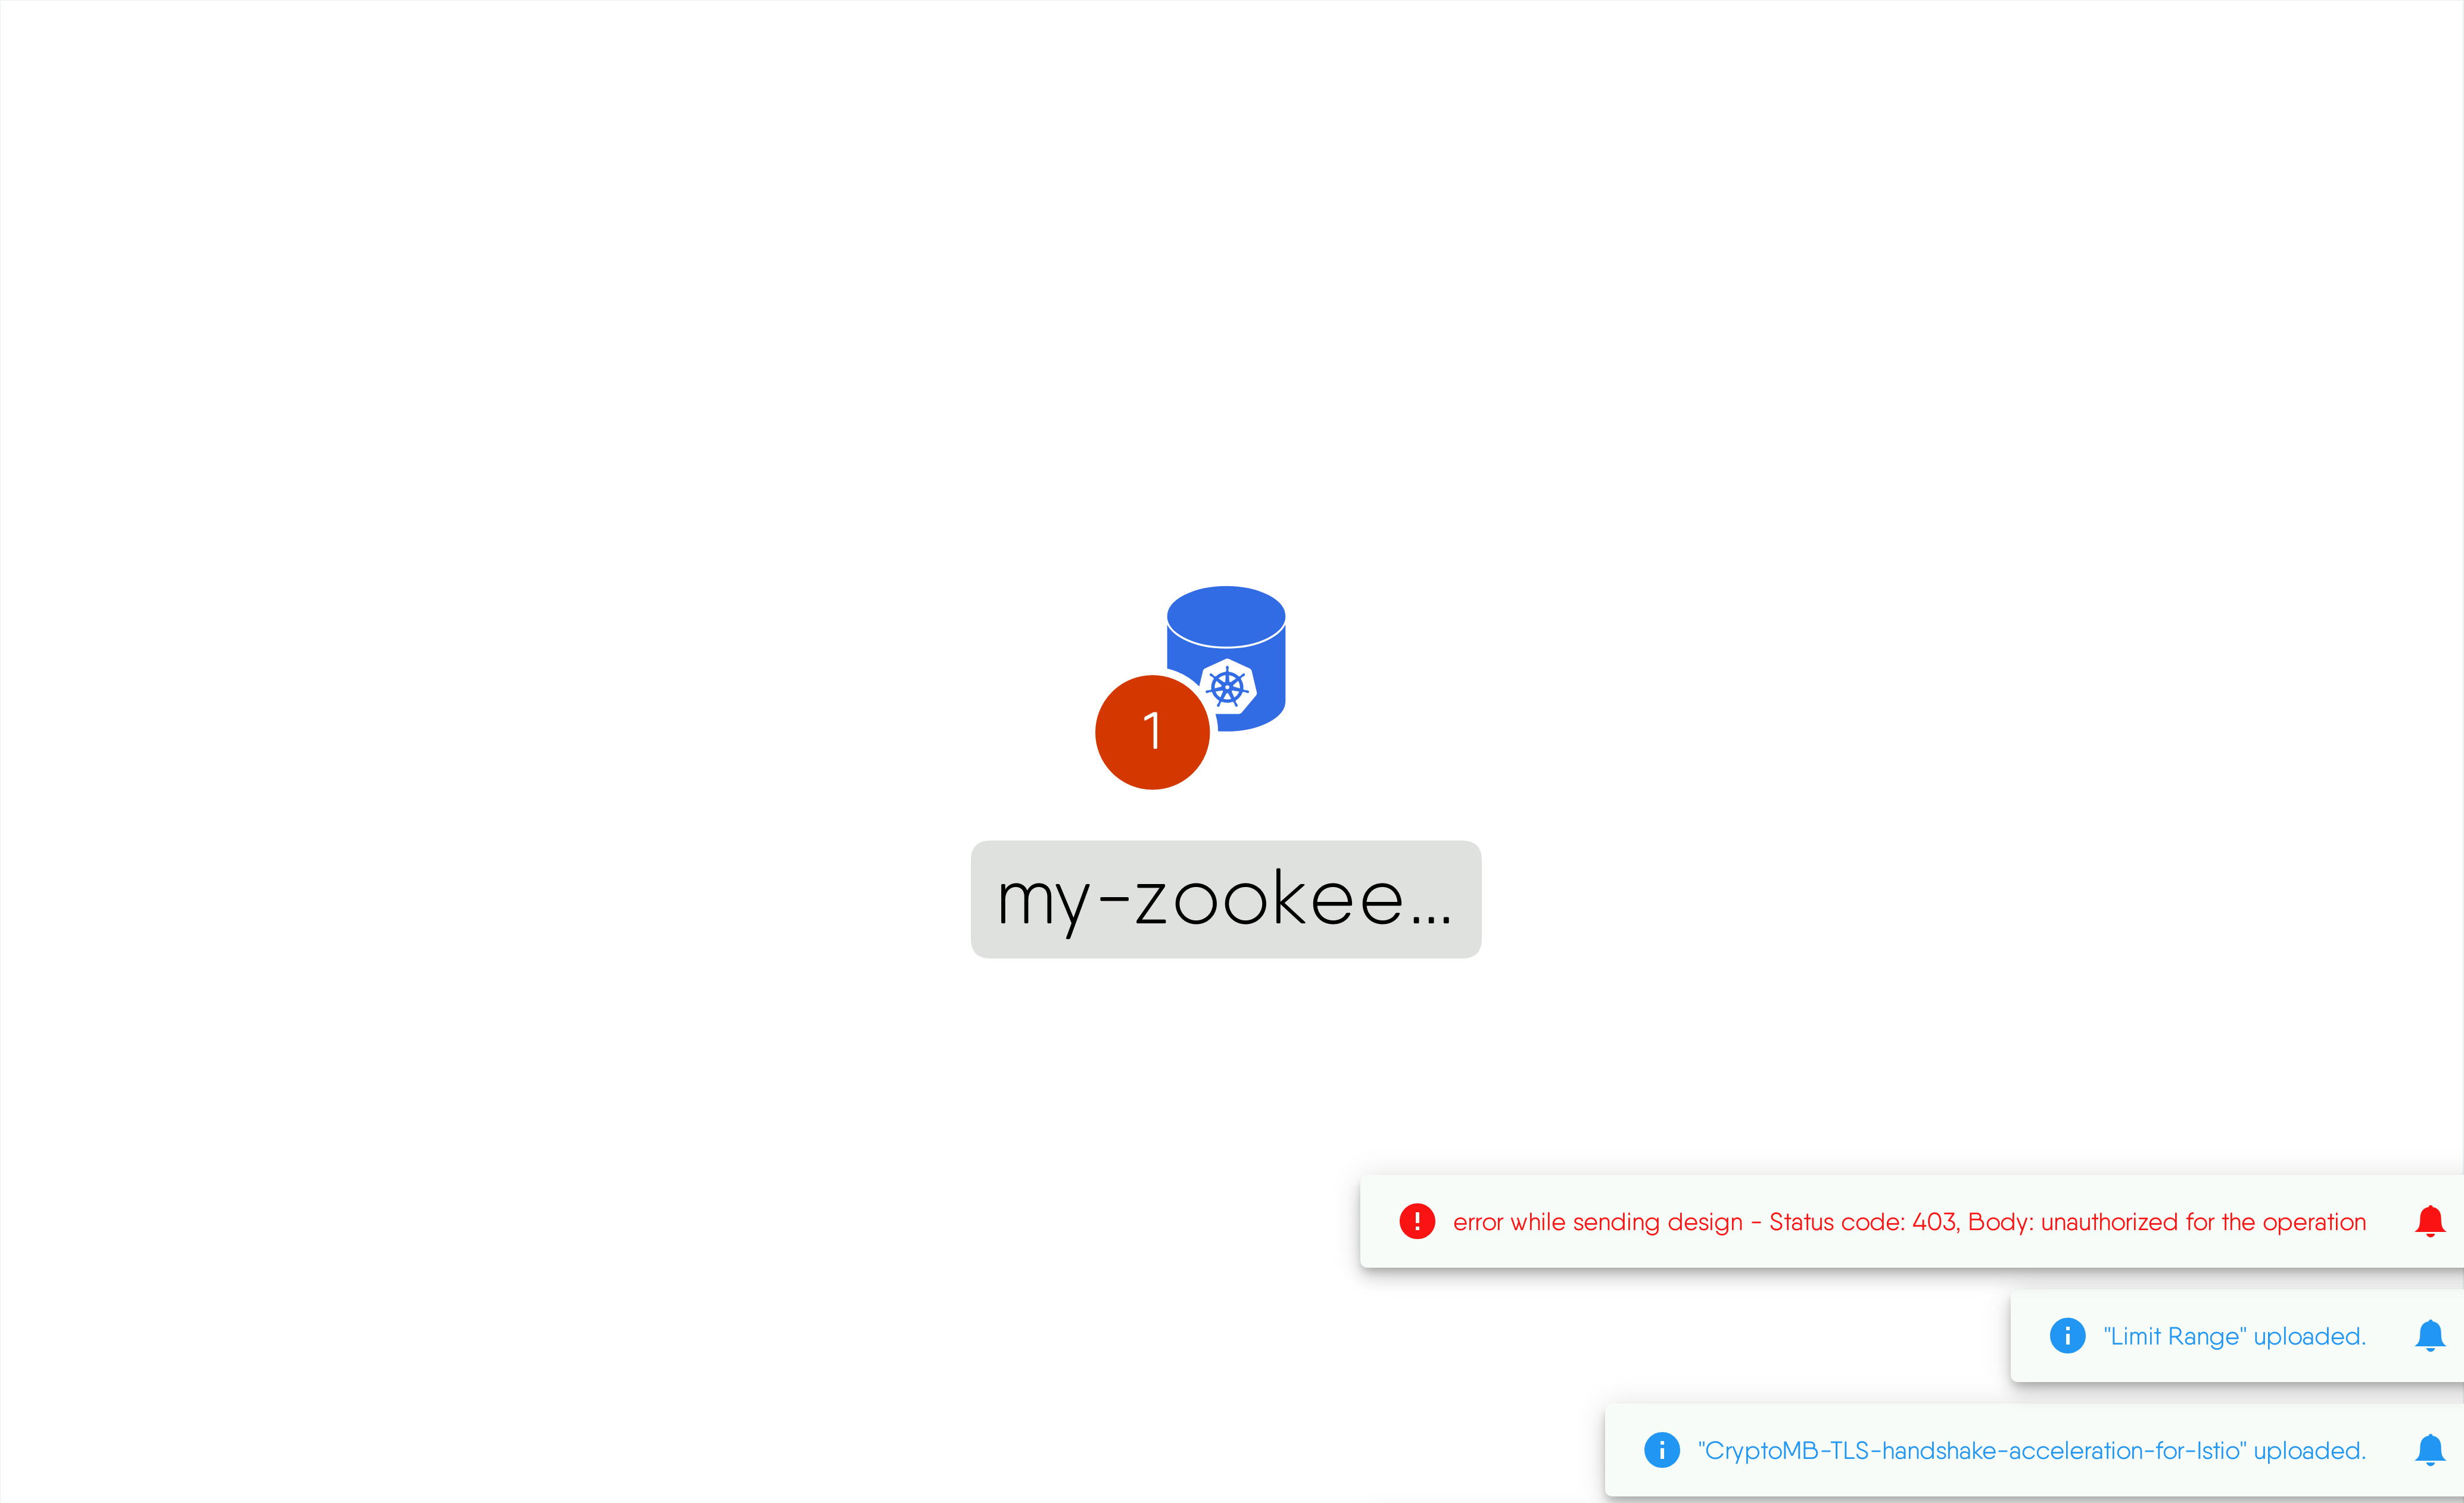 1
my-zookee...
error while sending design - Status code: 403, Body: unauthorized for the operation
"Limit Range" uploaded.
"CryptoMB-TLS-handshake-acceleration-for-Istio" uploaded.